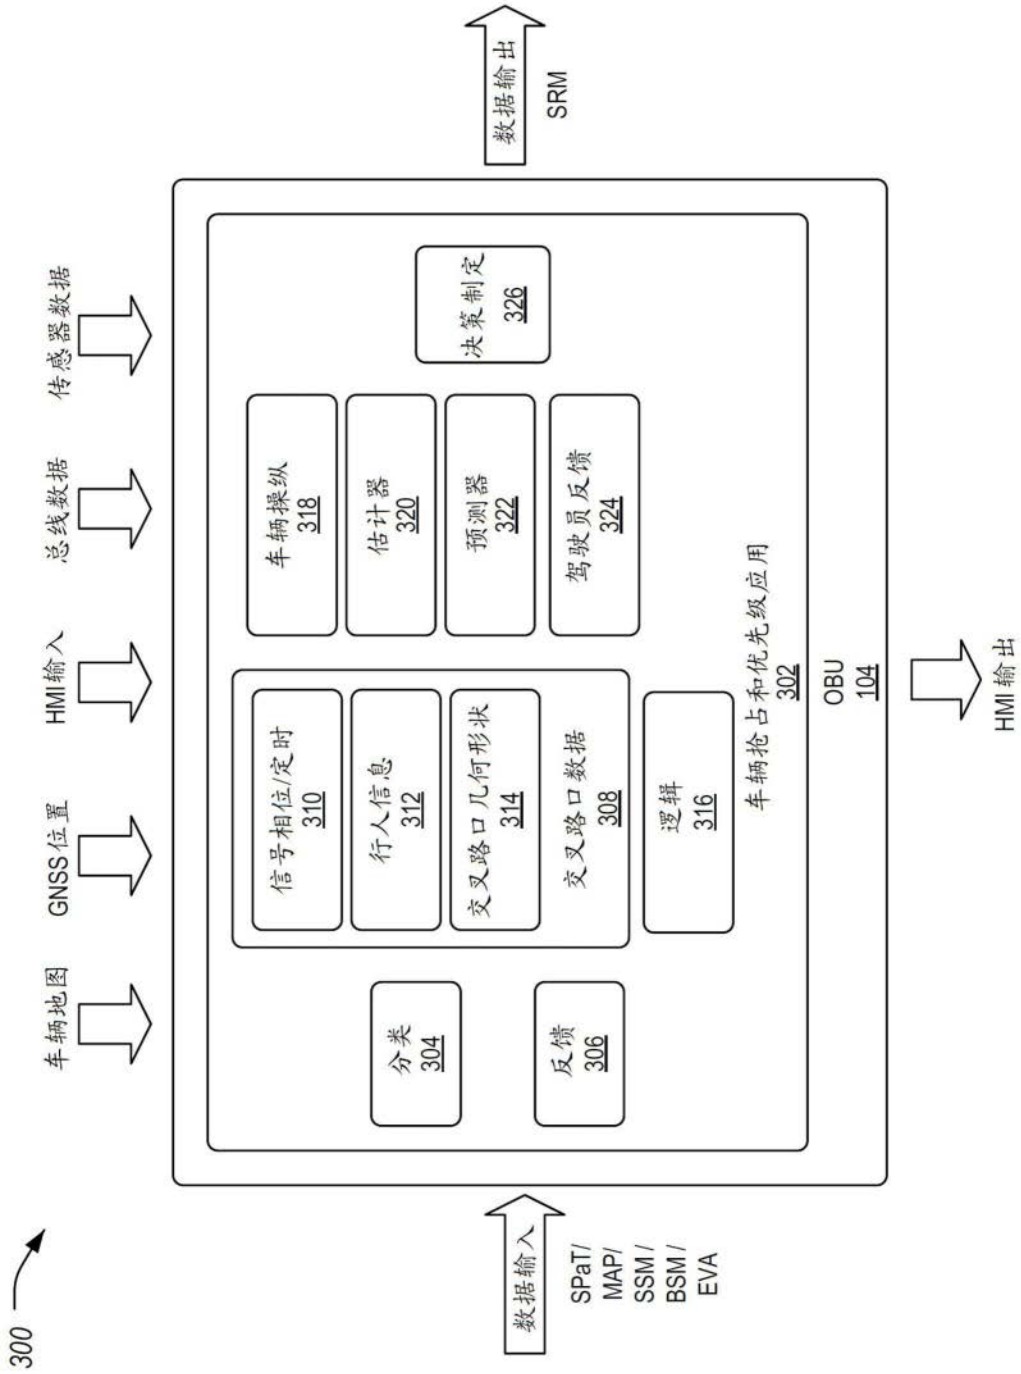 300
车辆地图
GNSS位置
HMI输入
总线数据
传感器数据
数据输入
SPaT/
MAP/
SSM /
BSM /
EVA
分类
304
反馈
306
信号相位/定时
310
行人信息
312
交叉路口几何形状
314
交叉路口数据
308
逻辑
316
车辆操纵
318
估计器
320
预测器
322
驾驶员反馈
324
决策制定
326
车辆抢占和优先级应用
302
OBU
104
数据输出
SRM
HMI输出